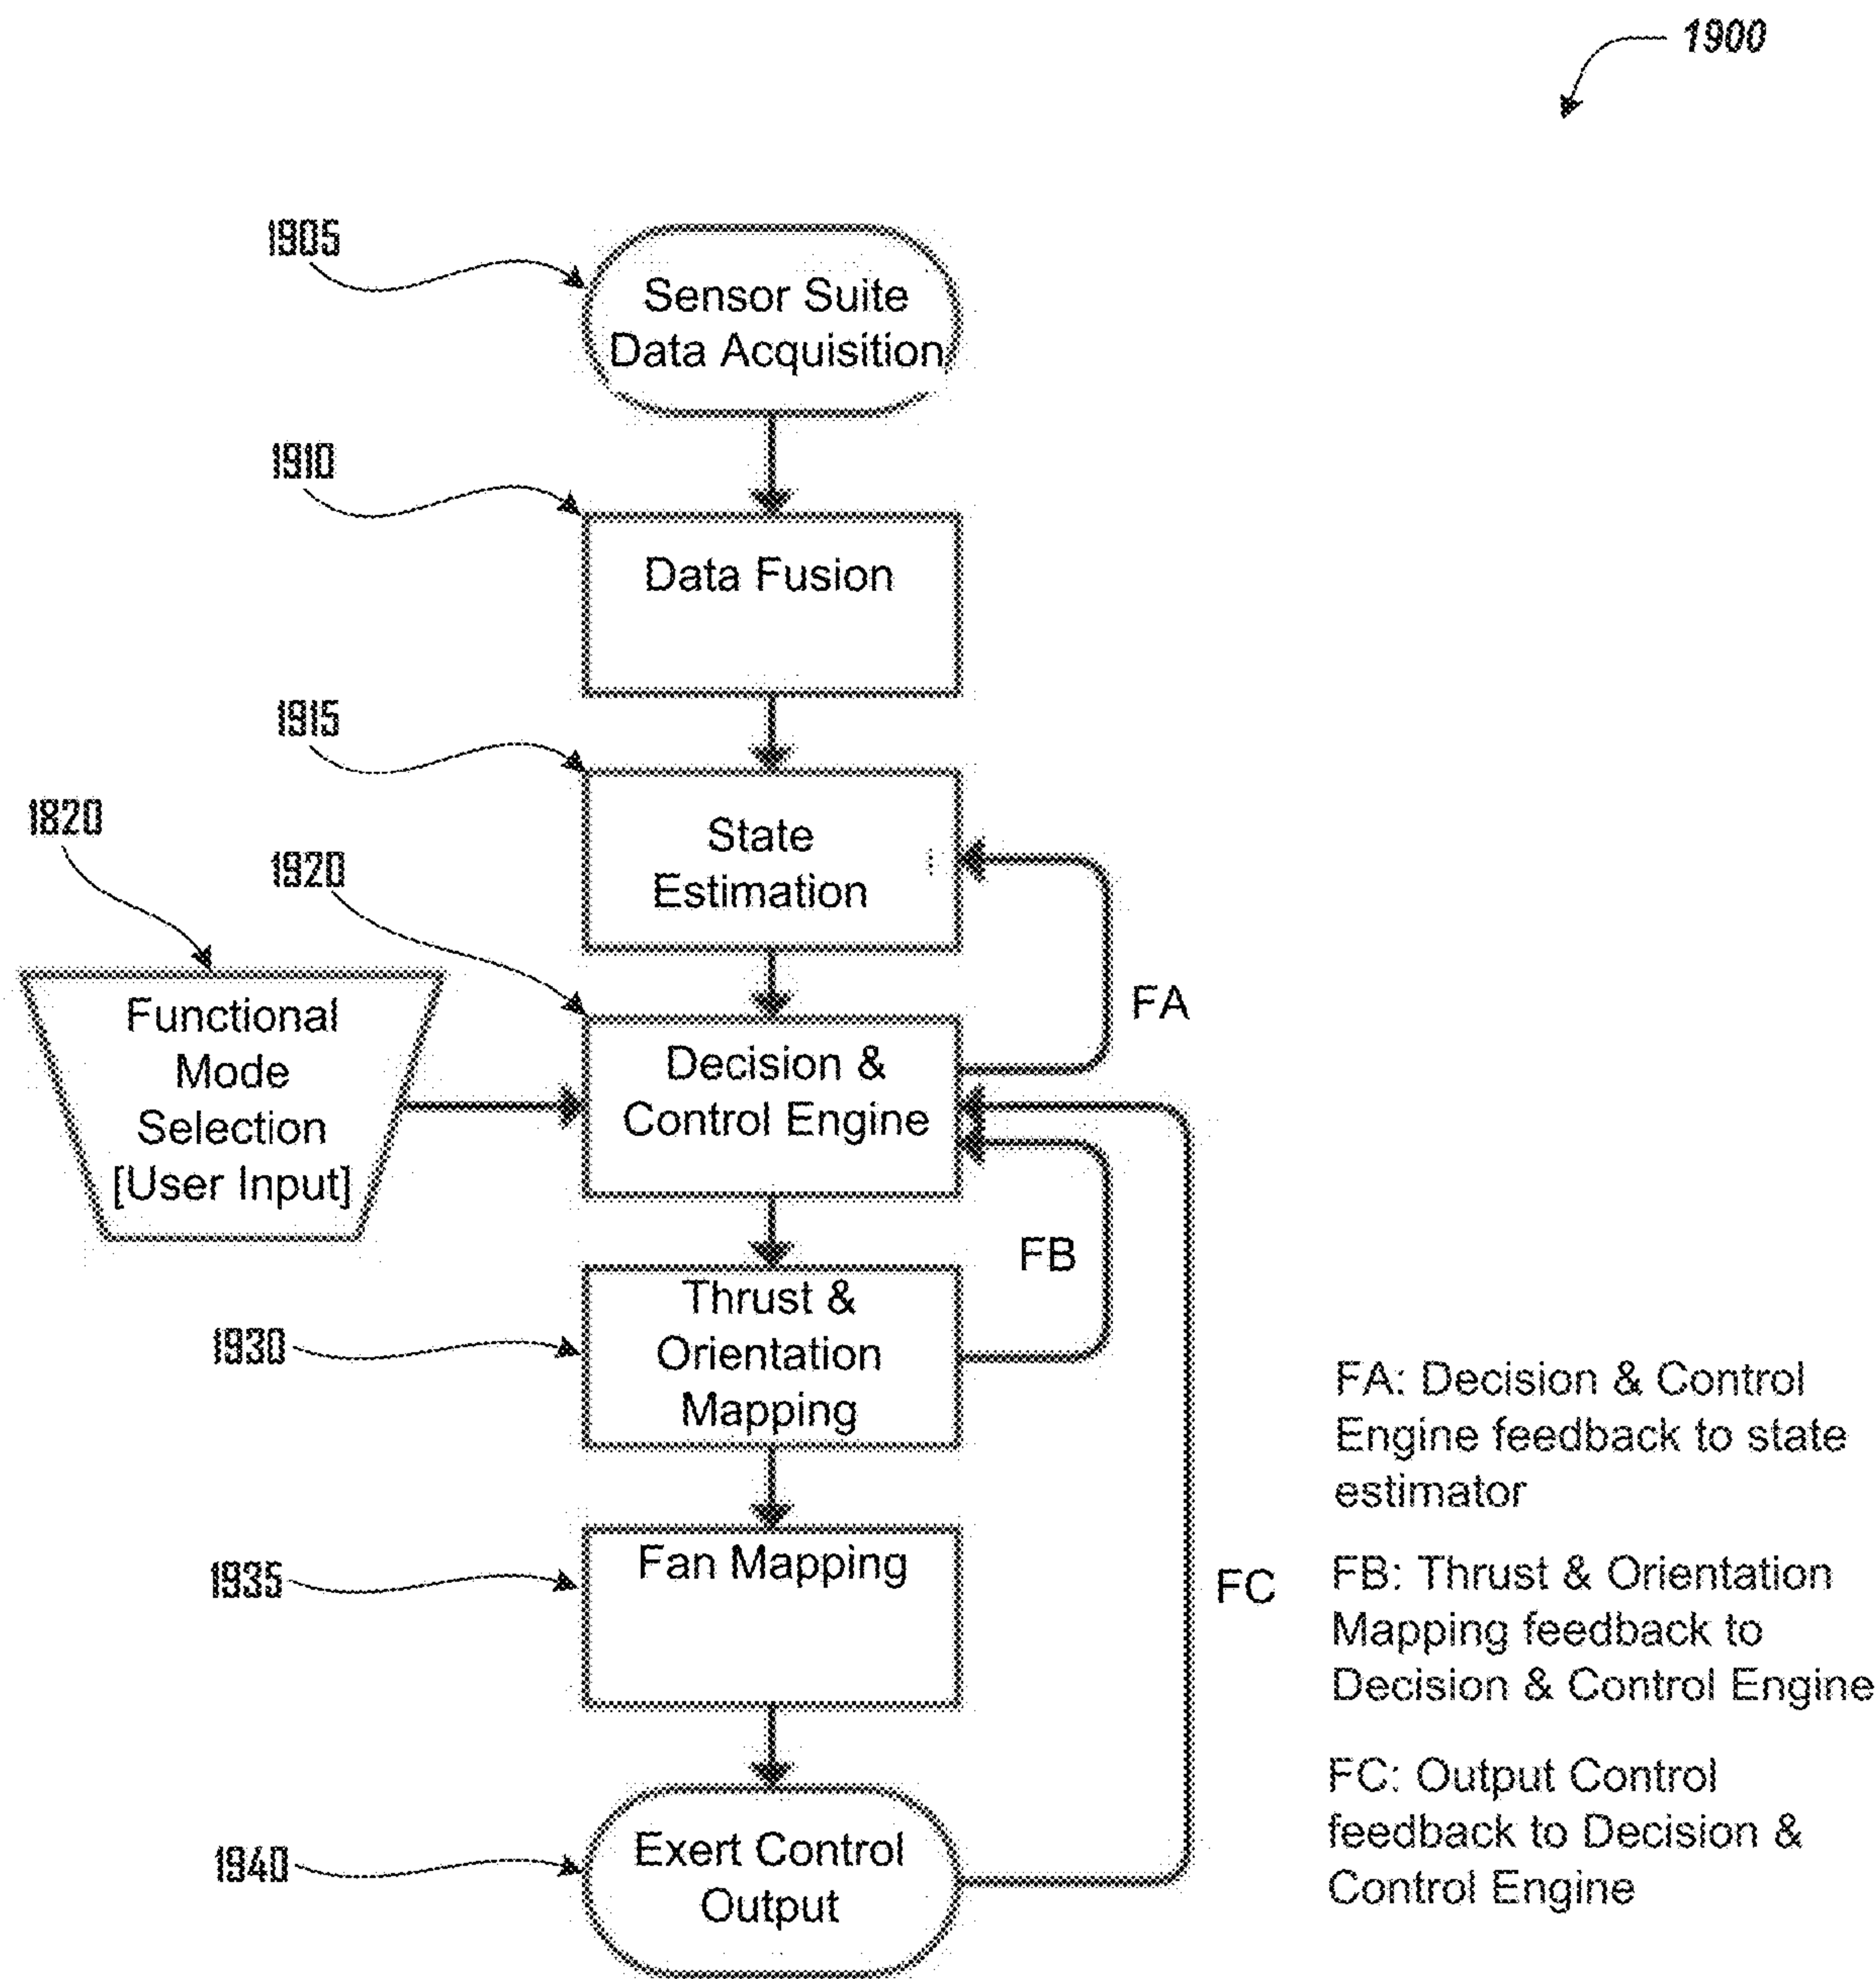 1900
1905
Sensor Suite
Data Acquisition
1910
Data Fusion
1915
State
Estimation
1820
1920
Functional
Mode
Selection
[User Input]
Decision &
Control Engine
FA
FB
1930
Thrust &
Orientation
Mapping
1935
Fan Mapping
FC
1940
Exert Control
Output
FA: Decision & Control
Engine feedback to state
estimator
FB: Thrust & Orientation
Mapping feedback to
Decision & Control Engine
FC: Output Control
feedback to Decision &
Control Engine